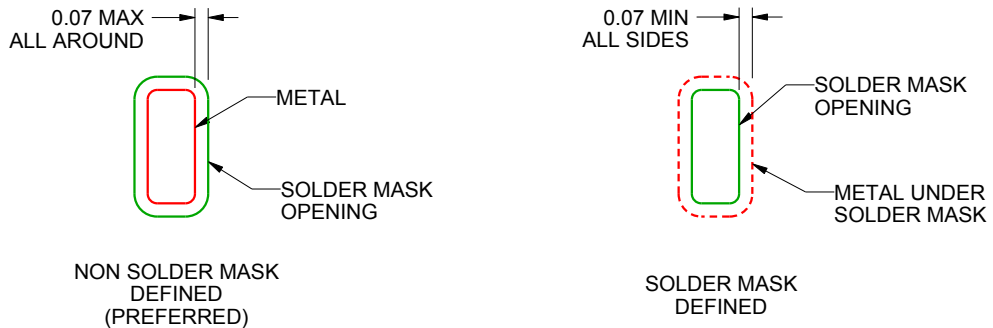 0.07 MAX
ALL AROUND
METAL
SOLDER MASK
OPENING
NON SOLDER MASK
DEFINED
(PREFERRED)
0.07 MIN
ALL SIDES
SOLDER MASK
OPENING
METAL UNDER
SOLDER MASK
SOLDER MASK
DEFINED